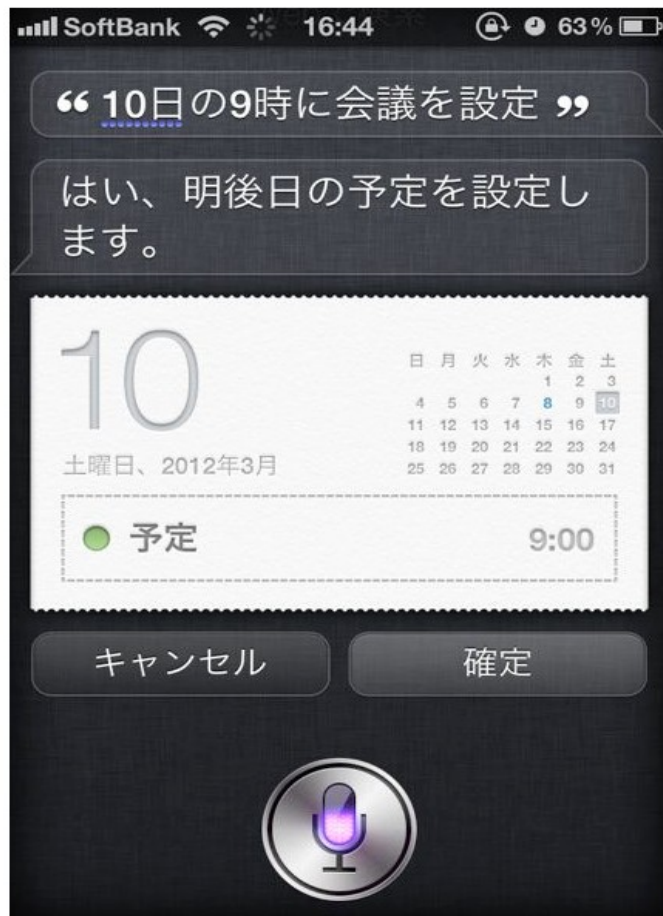 SoftBank 16:44 63%
“ 10日の9時に会議を設定 ”
はい、明後日の予定を設定し
ます。
10
土曜日、2012年3月
日 月 火 水 木 金 土
1 2 3
4 5 6 7 8 9 10
11 12 13 14 15 16 17
18 19 20 21 22 23 24
25 26 27 28 29 30 31
予定 9:00
キャンセル 確定